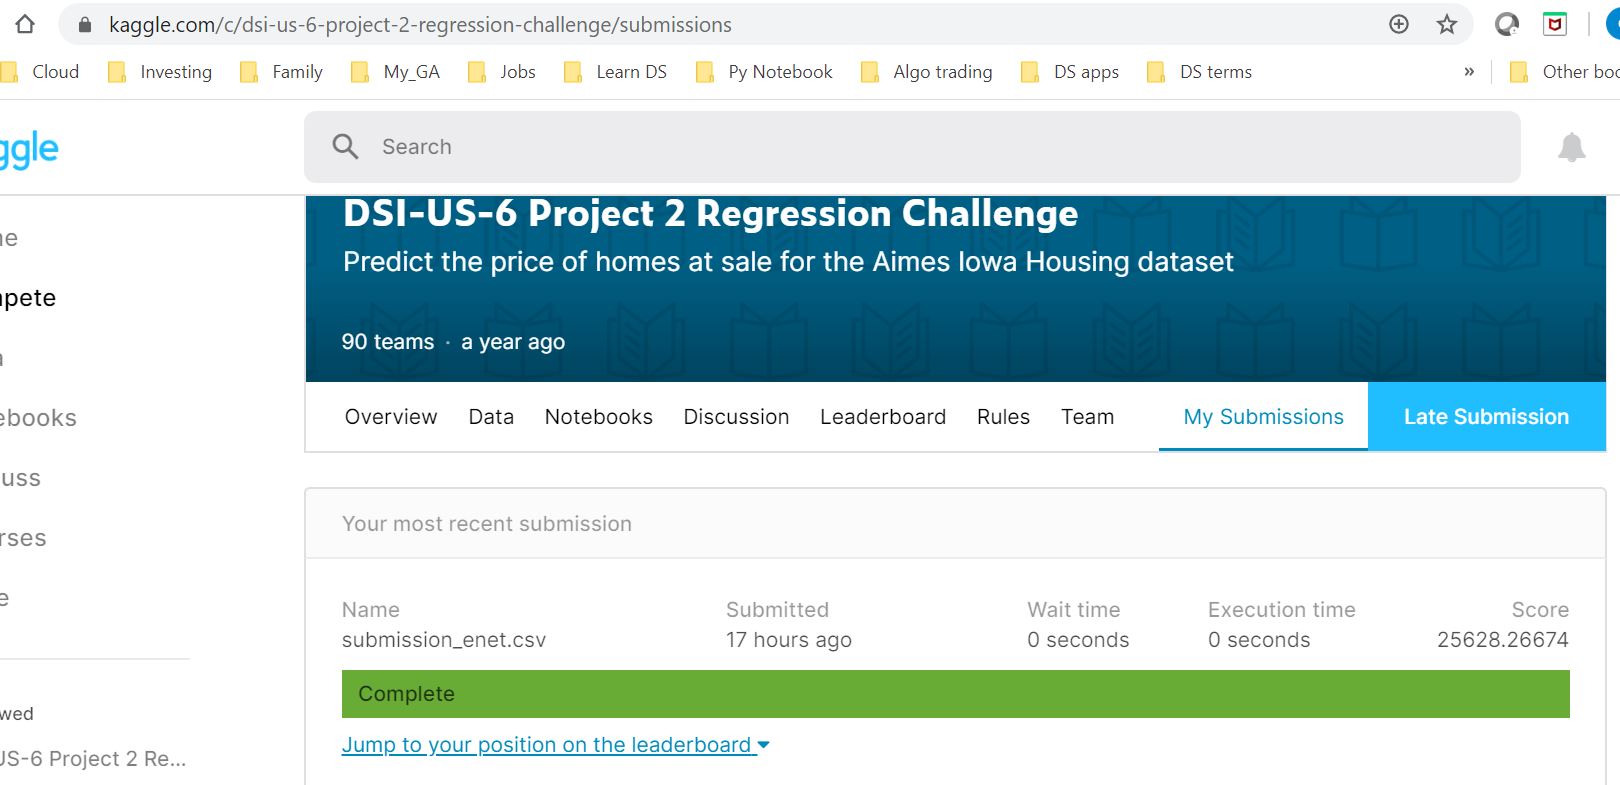 kaggle.com/c/dsi-us-6-project-2-regression-challenge/submissions
Cloud Investing Family My_GA Jobs Learn DS Py Notebook Algo trading DS apps DS terms » Other boo
ggle
Search
DSI-US-6 Project 2 Regression Challenge
Predict the price of homes at sale for the Aimes Iowa Housing dataset
90 teams · a year ago
Overview Data Notebooks Discussion Leaderboard Rules Team My Submissions Late Submission
ne
mpete
a
ebooks
uss
rses
e
wed
US-6 Project 2 Re...
Your most recent submission
Name Submitted Wait time Execution time Score
submission_enet.csv 17 hours ago 0 seconds 0 seconds 25628.26674
Complete
Jump to your position on the leaderboard